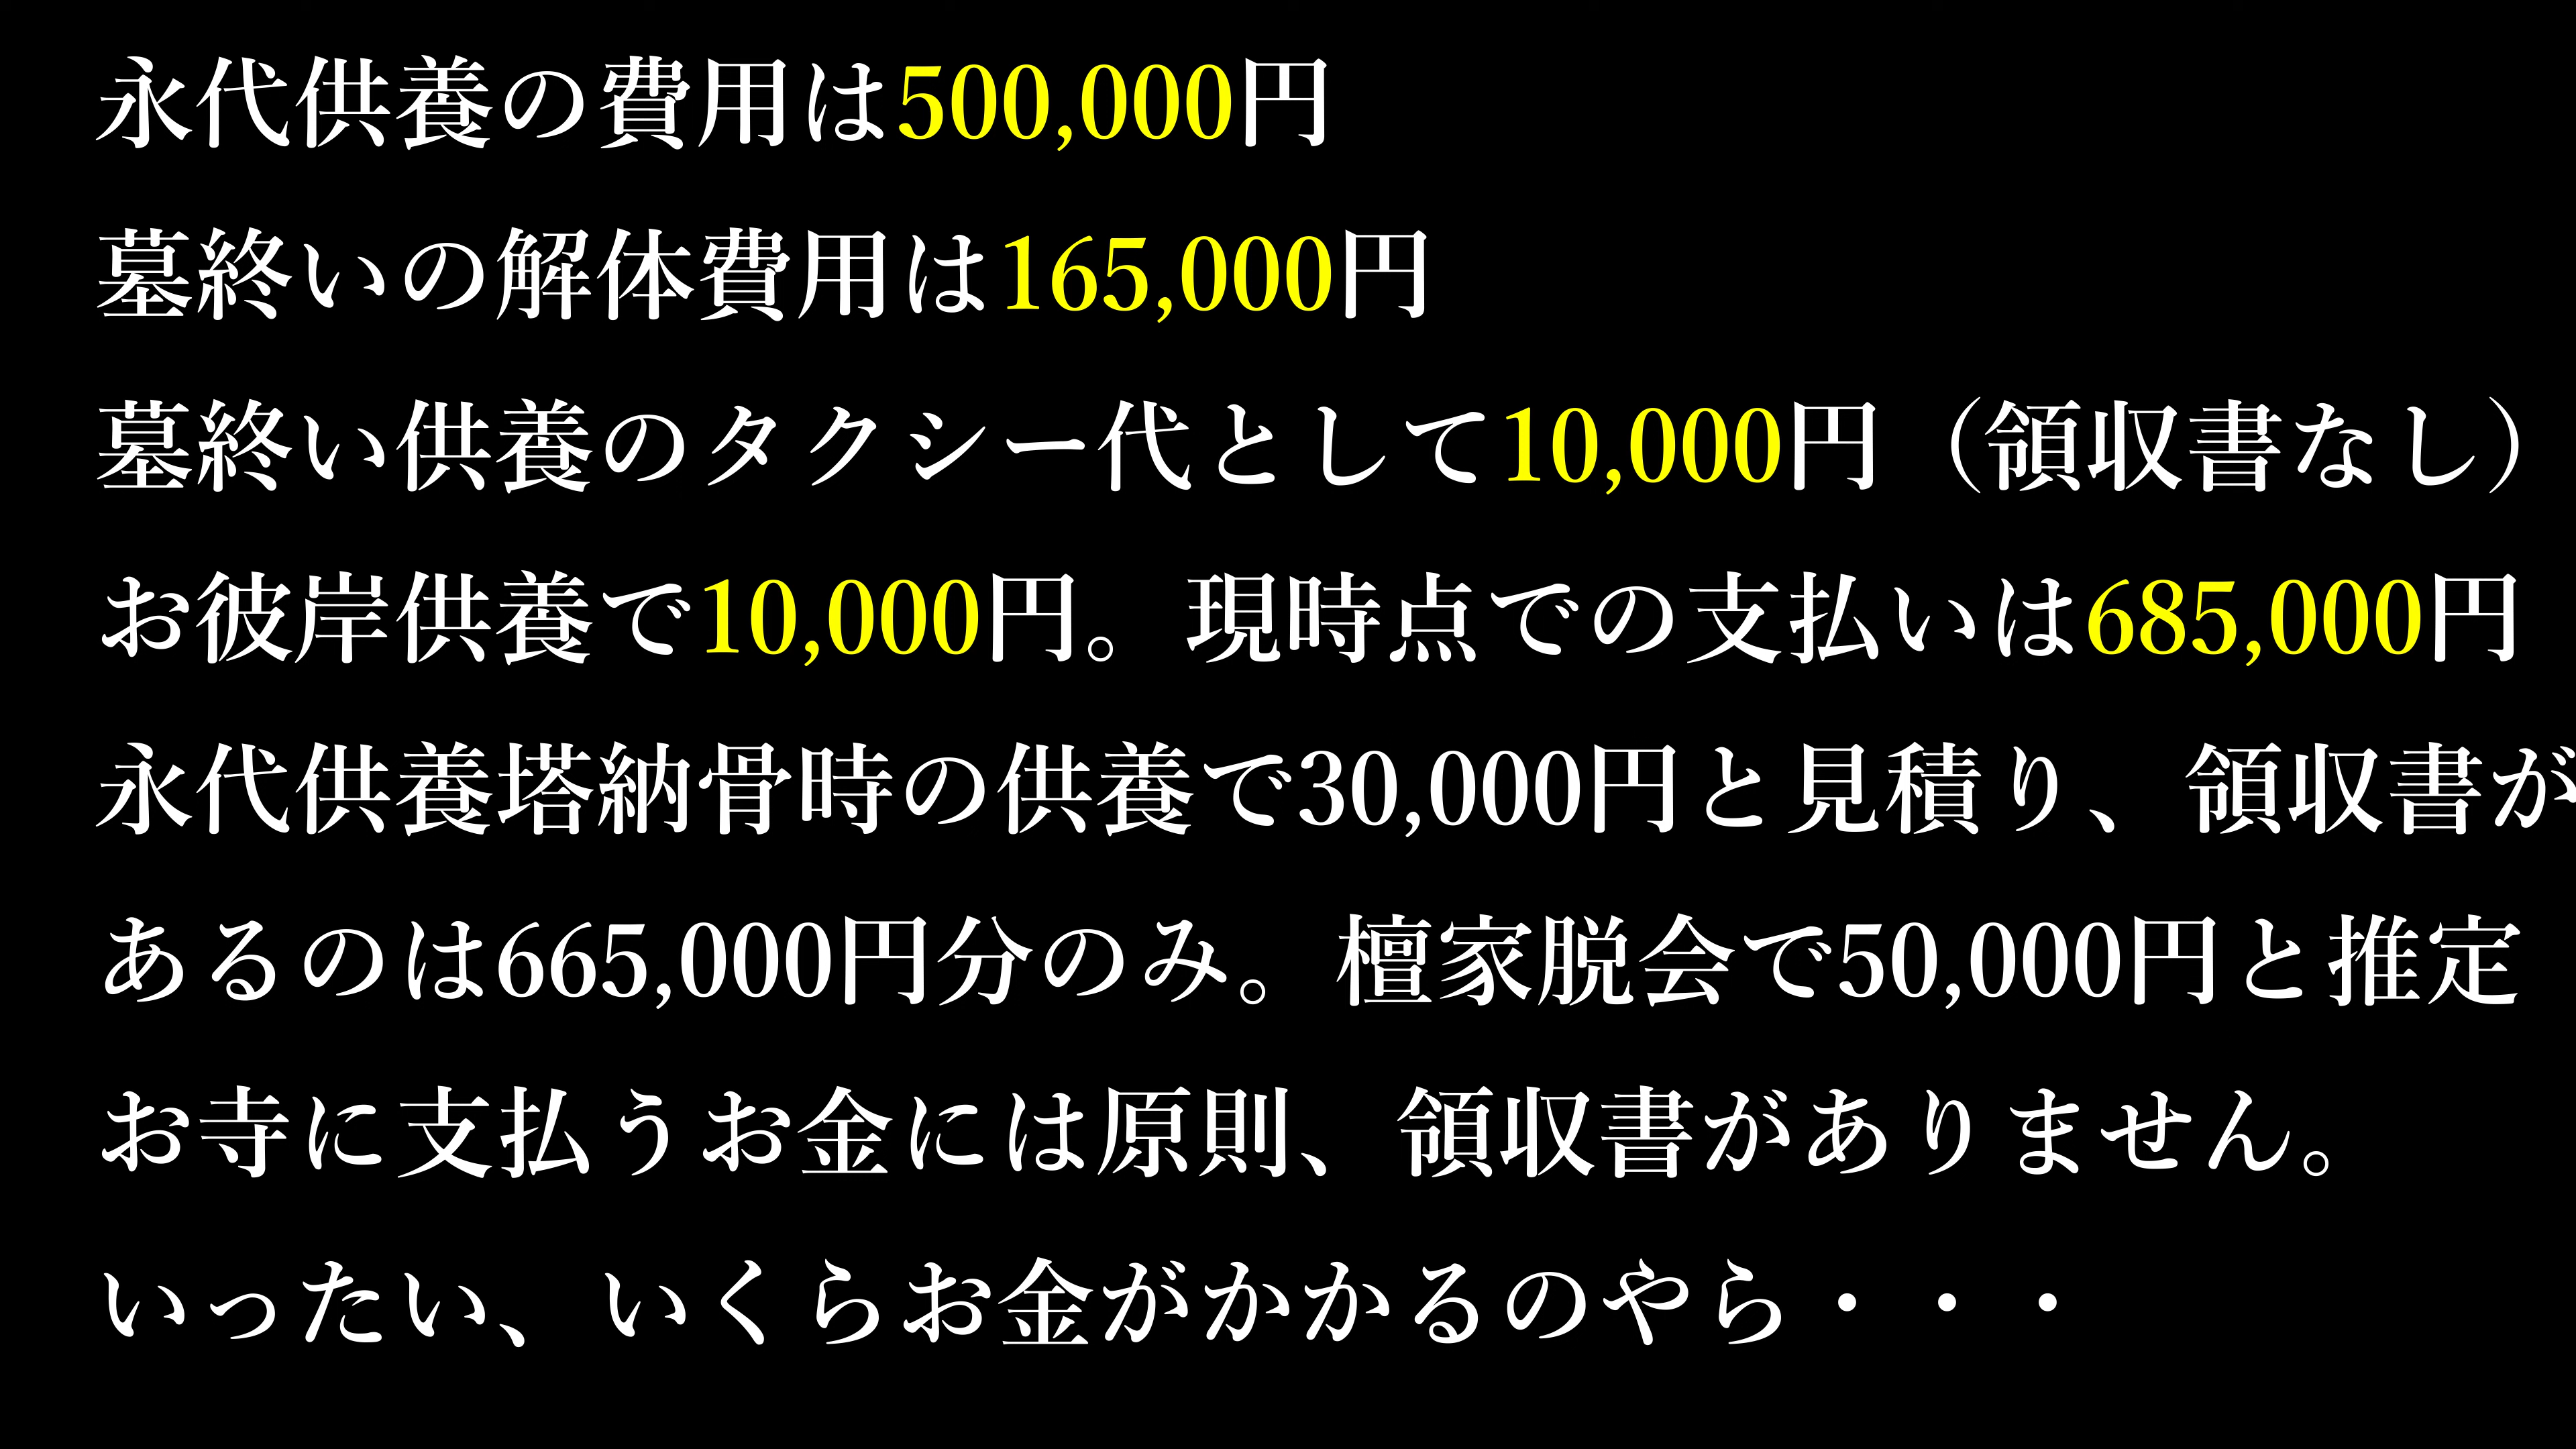 永代供養の費用は500,000円
墓終いの解体費用は165,000円
墓終い供養のタクシー代として10,000円（領収書なし）
お彼岸供養で10,000円。現時点での支払いは685,000円
永代供養塔納骨時の供養で30,000円と見積り、領収書が
あるのは665,000円分のみ。檀家脱会で50,000円と推定
お寺に支払うお金には原則、領収書がありません。
いったい、いくらお金がかかるのやら・・・